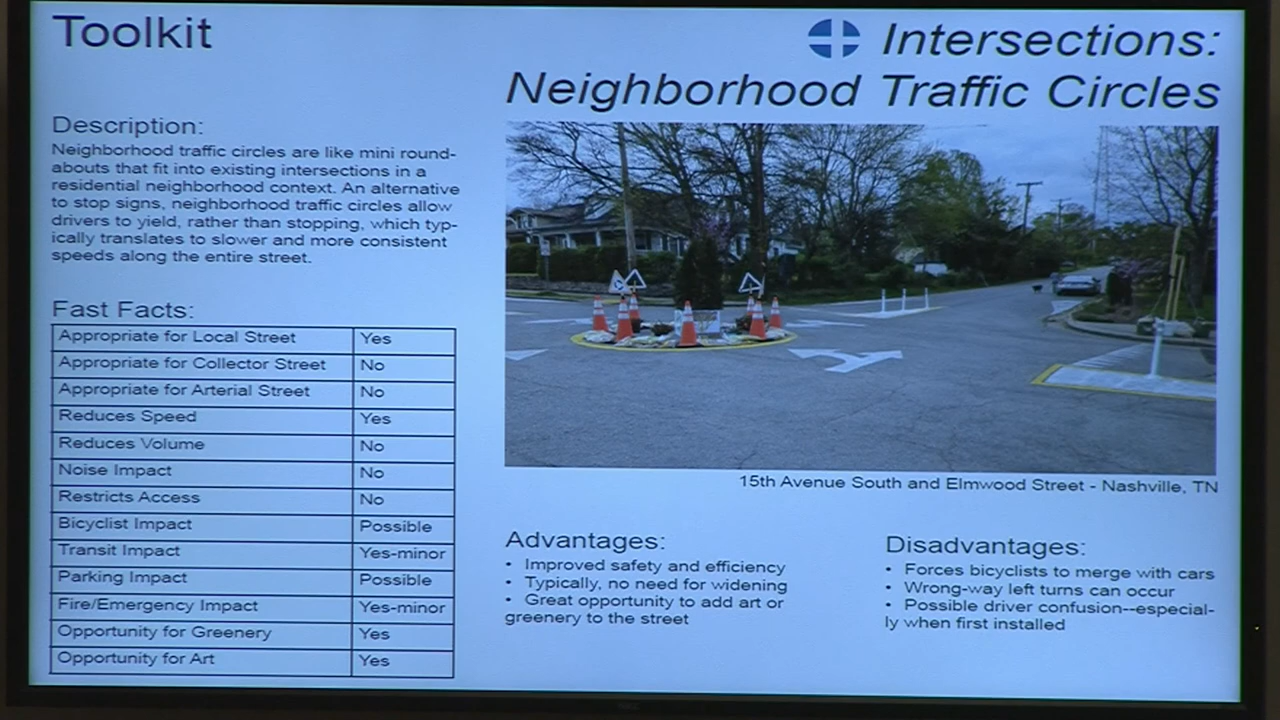 Toolkit
Intersections:
Neighborhood Traffic Circles
Description:
Neighborhood traffic circles are like mini round-
abouts that fit into existing intersections in a
residential neighborhood context. An alternative
to stop signs, neighborhood traffic circles allow
drivers to yield, rather than stopping, which typ-
ically translates to slower and more consistent
speeds along the entire street.
Fast Facts:
Appropriate for Local Street Yes
Appropriate for Collector Street No
Appropriate for Arterial Street No
Reduces Speed Yes
Reduces Volume No
Noise Impact No
Restricts Access No
Bicyclist Impact Possible
Transit Impact Yes-minor
Parking Impact Possible
Fire/Emergency Impact Yes-minor
Opportunity for Greenery Yes
Opportunity for Art Yes
15th Avenue South and Elmwood Street - Nashville, TN
Advantages:
• Improved safety and efficiency
• Typically, no need for widening
• Great opportunity to add art or
greenery to the street
Disadvantages:
• Forces bicyclists to merge with cars
• Wrong-way left turns can occur
• Possible driver confusion--especial-
ly when first installed